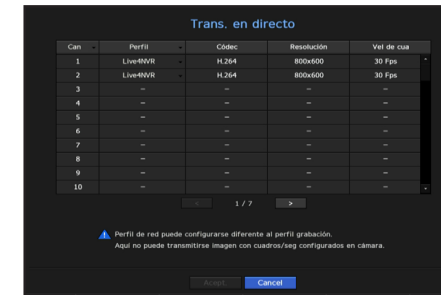 Trans. en directo
Can Perfil Códec Resolución Vel de cua
1 Live4NVR H.264 800x600 30 Fps
2 Live4NVR H.264 800x600 30 Fps
3 – – – –
4 – – – –
5 – – – –
6 – – – –
7 – – – –
8 – – – –
9 – – – –
10 – – – –
< 1 / 7 >
Perfil de red puede configurarse diferente al perfil grabación.
Aquí no puede transmitirse imagen con cuadros/seg configurados en cámara.
Acept. Cancel